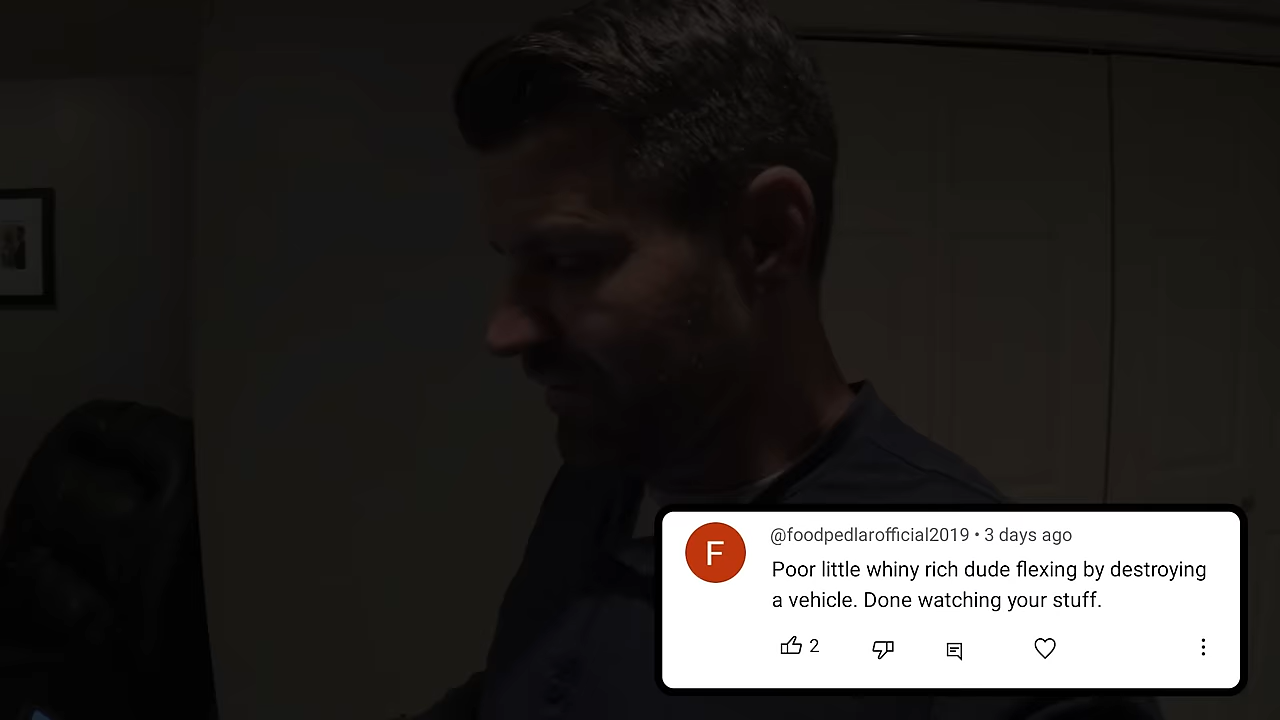 F
@foodpedlarofficial2019 • 3 days ago
Poor little whiny rich dude flexing by destroying
a vehicle. Done watching your stuff.
2